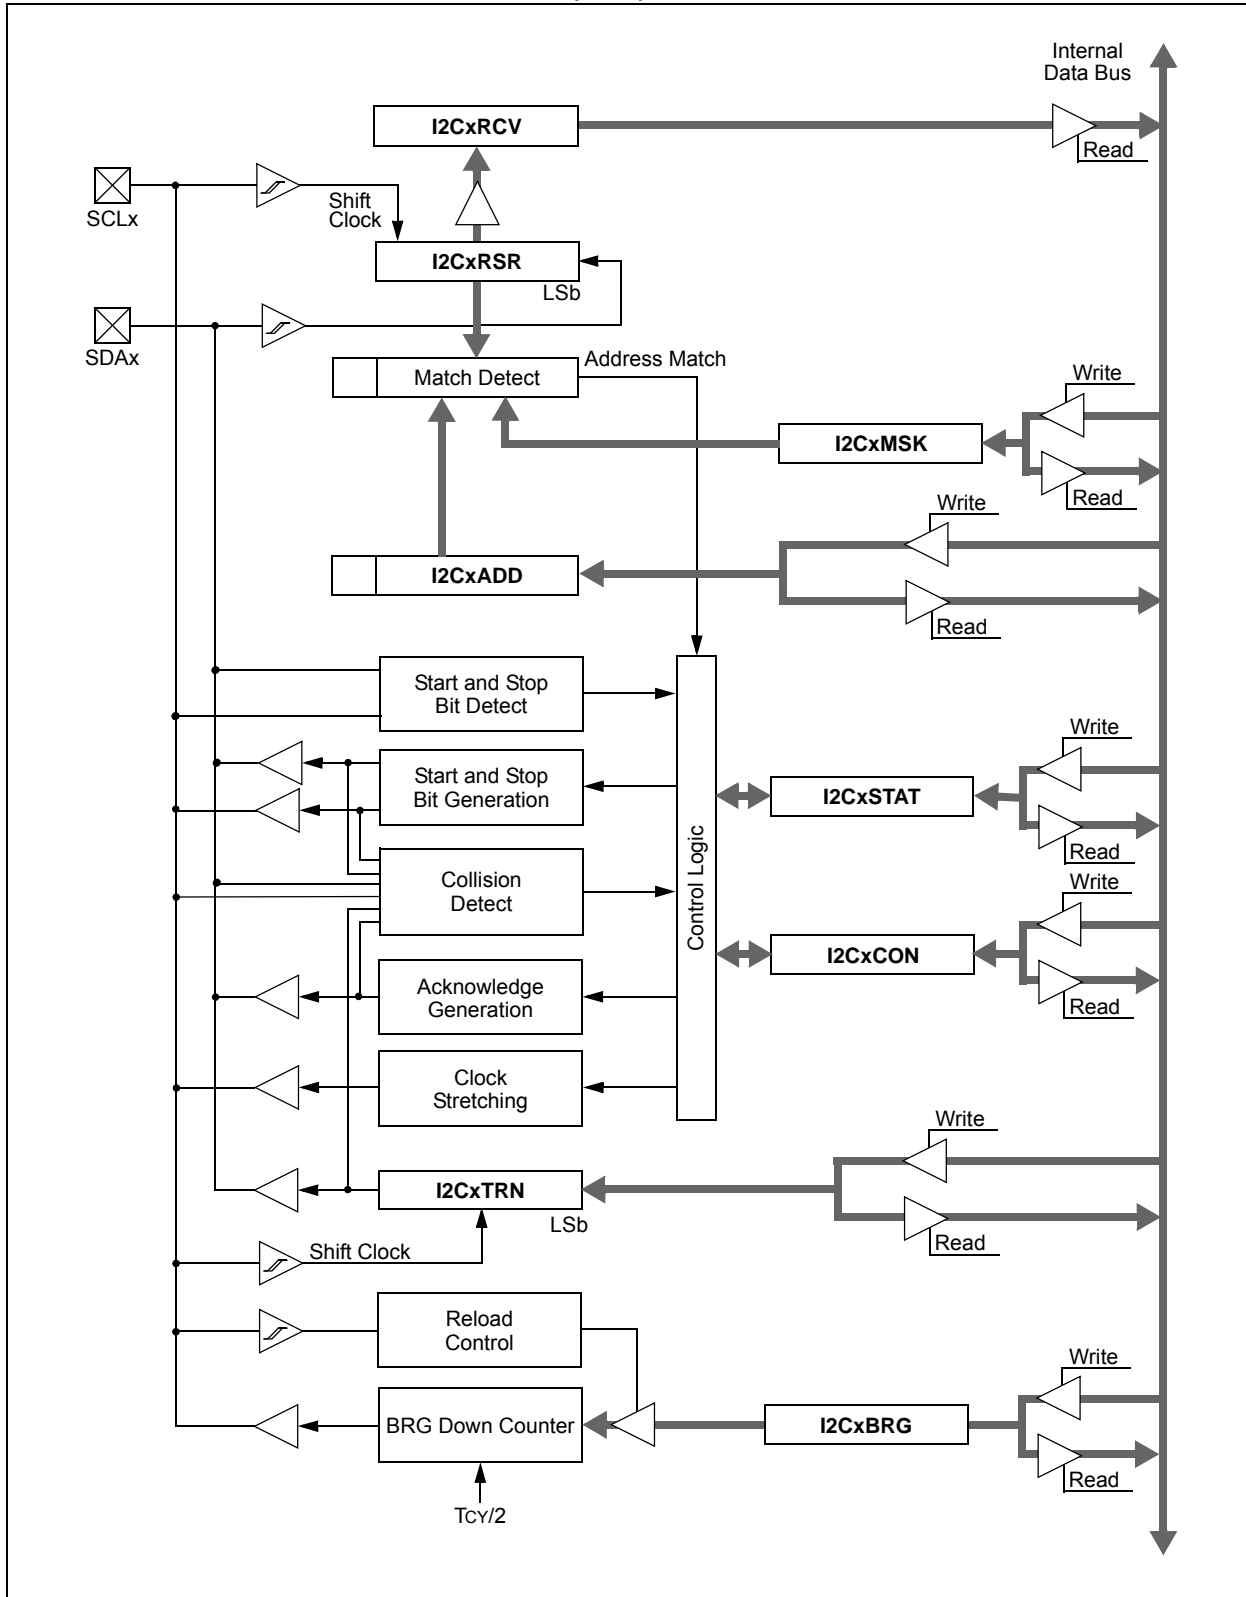 Internal
Data Bus
I2CxRCV
Read
SCLx
Shift
Clock
I2CxRSR
LSb
SDAx
Address Match
Match Detect
Write
I2CxMSK
Read
Write
I2CxADD
Read
Start and Stop
Bit Detect
Write
Start and Stop
Bit Generation
I2CxSTAT
Control Logic
Read
Collision
Detect
Write
I2CxCON
Acknowledge
Generation
Read
Clock
Stretching
Write
I2CxTRN
LSb
Read
Shift Clock
Reload
Control
Write
BRG Down Counter
I2CxBRG
Read
TCY/2